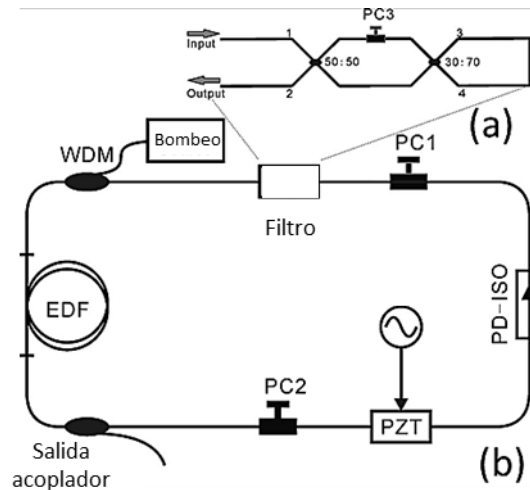 PC3
Input
1
3
50:50
30:70
Output
2
4
(a)
Bombeo
WDM
PC1
Filtro
EDF
PD-ISO
PC2
PZT
Salida
acoplador
(b)